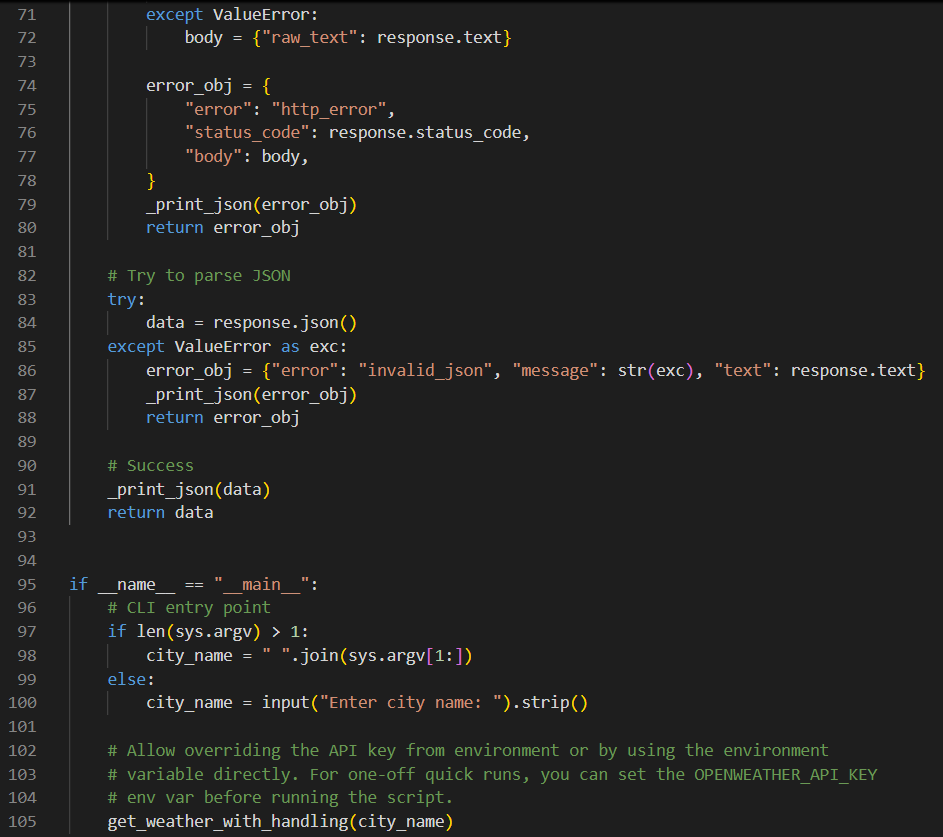 71 except ValueError:
72 body = {"raw_text": response.text}
73
74 error_obj = {
75 "error": "http_error",
76 "status_code": response.status_code,
77 "body": body,
78 }
79 _print_json(error_obj)
80 return error_obj
81
82 # Try to parse JSON
83 try:
84 data = response.json()
85 except ValueError as exc:
86 error_obj = {"error": "invalid_json", "message": str(exc), "text": response.text}
87 _print_json(error_obj)
88 return error_obj
89
90 # Success
91 _print_json(data)
92 return data
93
94
95 if __name__ == "__main__":
96 # CLI entry point
97 if len(sys.argv) > 1:
98 city_name = " ".join(sys.argv[1:])
99 else:
100 city_name = input("Enter city name: ").strip()
101
102 # Allow overriding the API key from environment or by using the environment
103 # variable directly. For one-off quick runs, you can set the OPENWEATHER_API_KEY
104 # env var before running the script.
105 get_weather_with_handling(city_name)